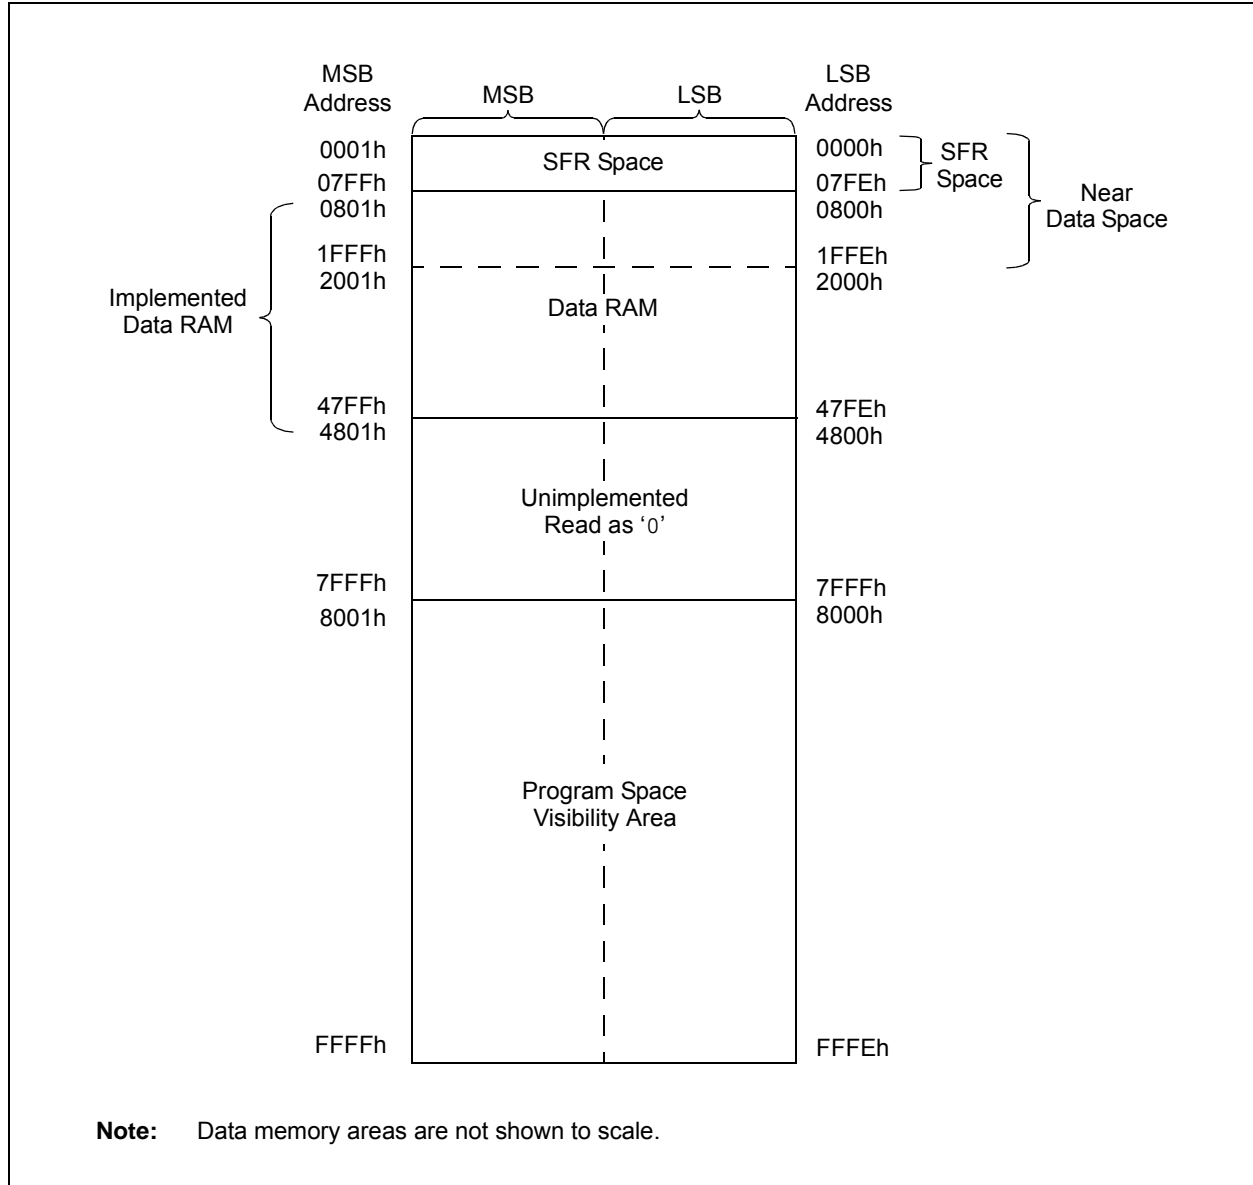 MSB
Address
LSB
Address
MSB
LSB
0001h
SFR Space
0000h
SFR
Space
07FFh
07FEh
0801h
0800h
Near
Data Space
1FFFh
1FFEh
2001h
2000h
Implemented
Data RAM
Data RAM
47FFh
47FEh
4801h
4800h
Unimplemented
Read as ‘0’
7FFFh
7FFFh
8001h
8000h
Program Space
Visibility Area
FFFFh
FFFEh
Note: Data memory areas are not shown to scale.